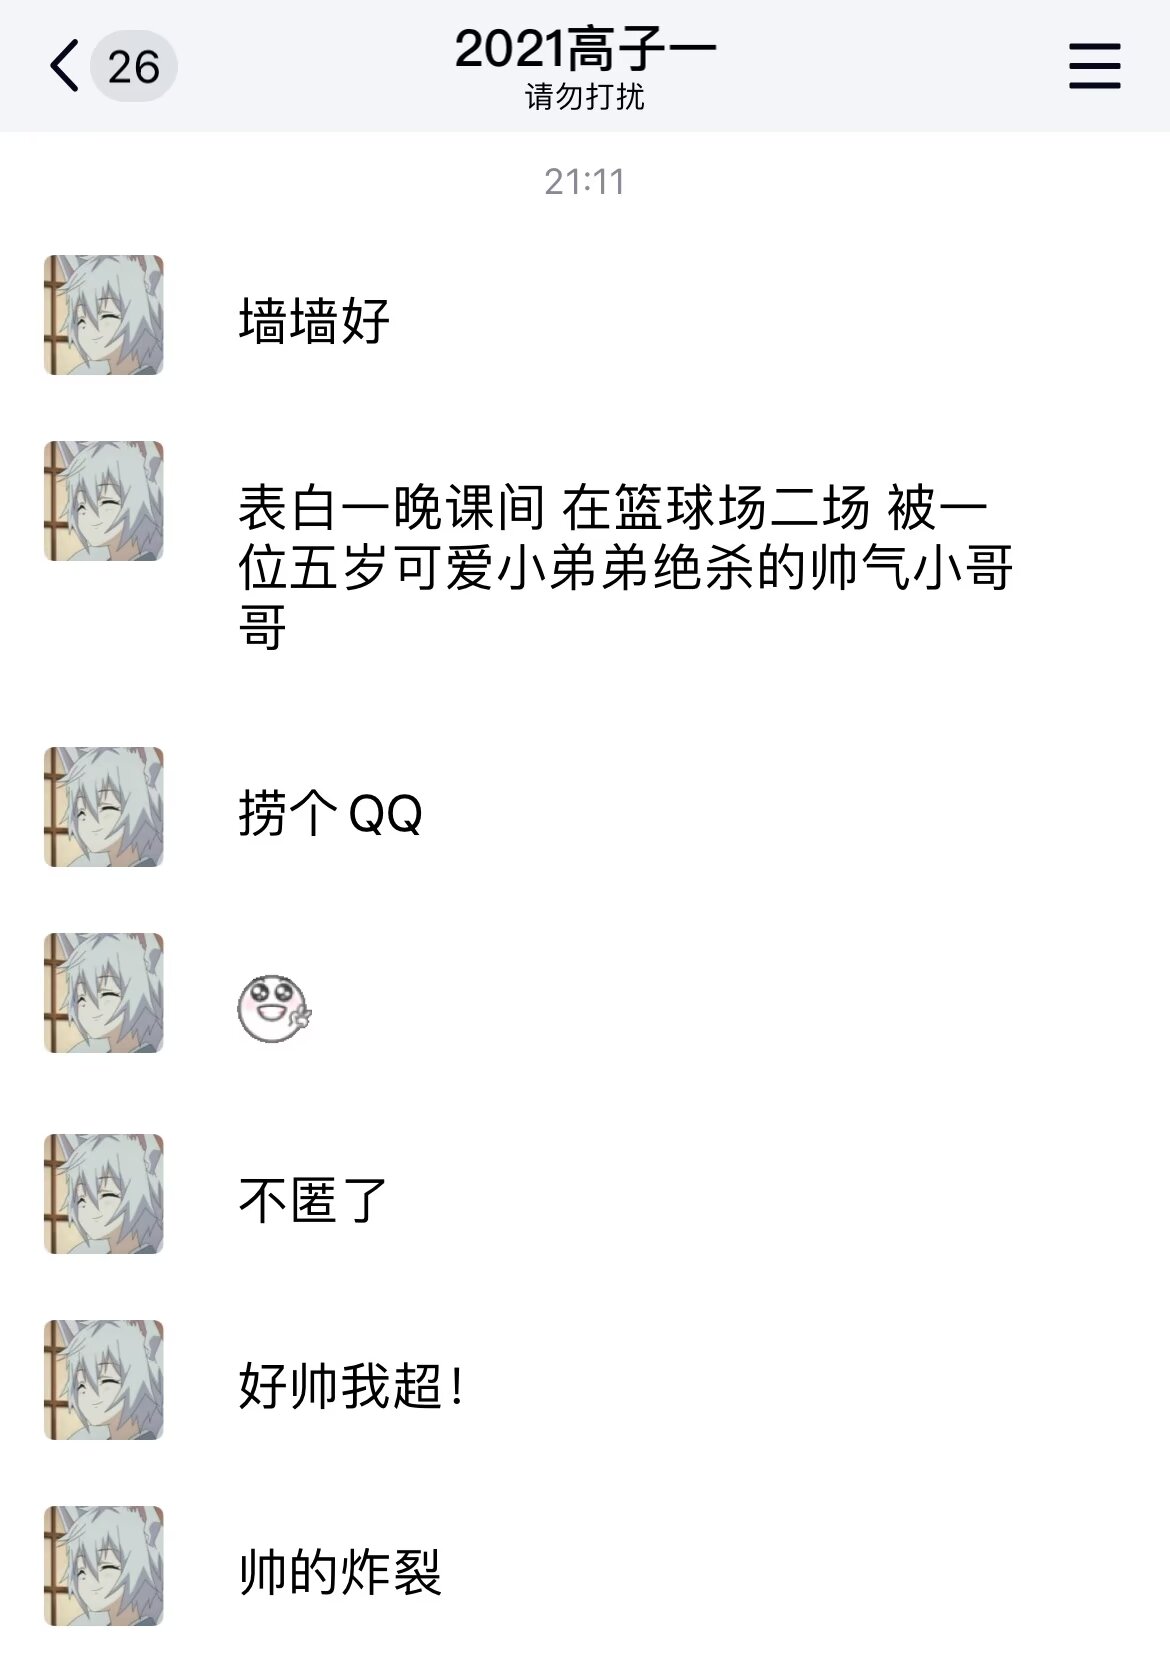 26
2021高子一
请勿打扰
21:11
墙墙好
表白一晚课间 在篮球场二场 被一
位五岁可爱小弟弟绝杀的帅气小哥
哥
捞个QQ
不匿了
好帅我超！
帅的炸裂